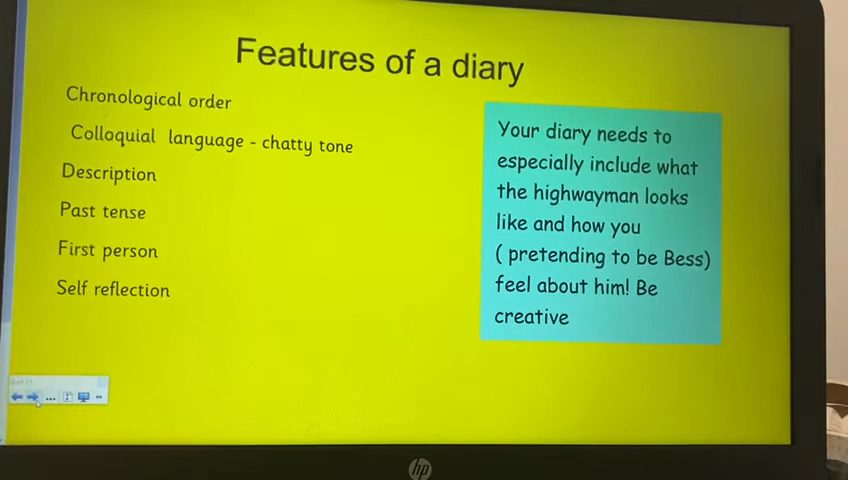 Features of a diary
Chronological order
Colloquial language - chatty tone
Description
Past tense
First person
Self reflection
Your diary needs to
especially include what
the highwayman looks
like and how you
( pretending to be Bess)
feel about him! Be
creative
hp